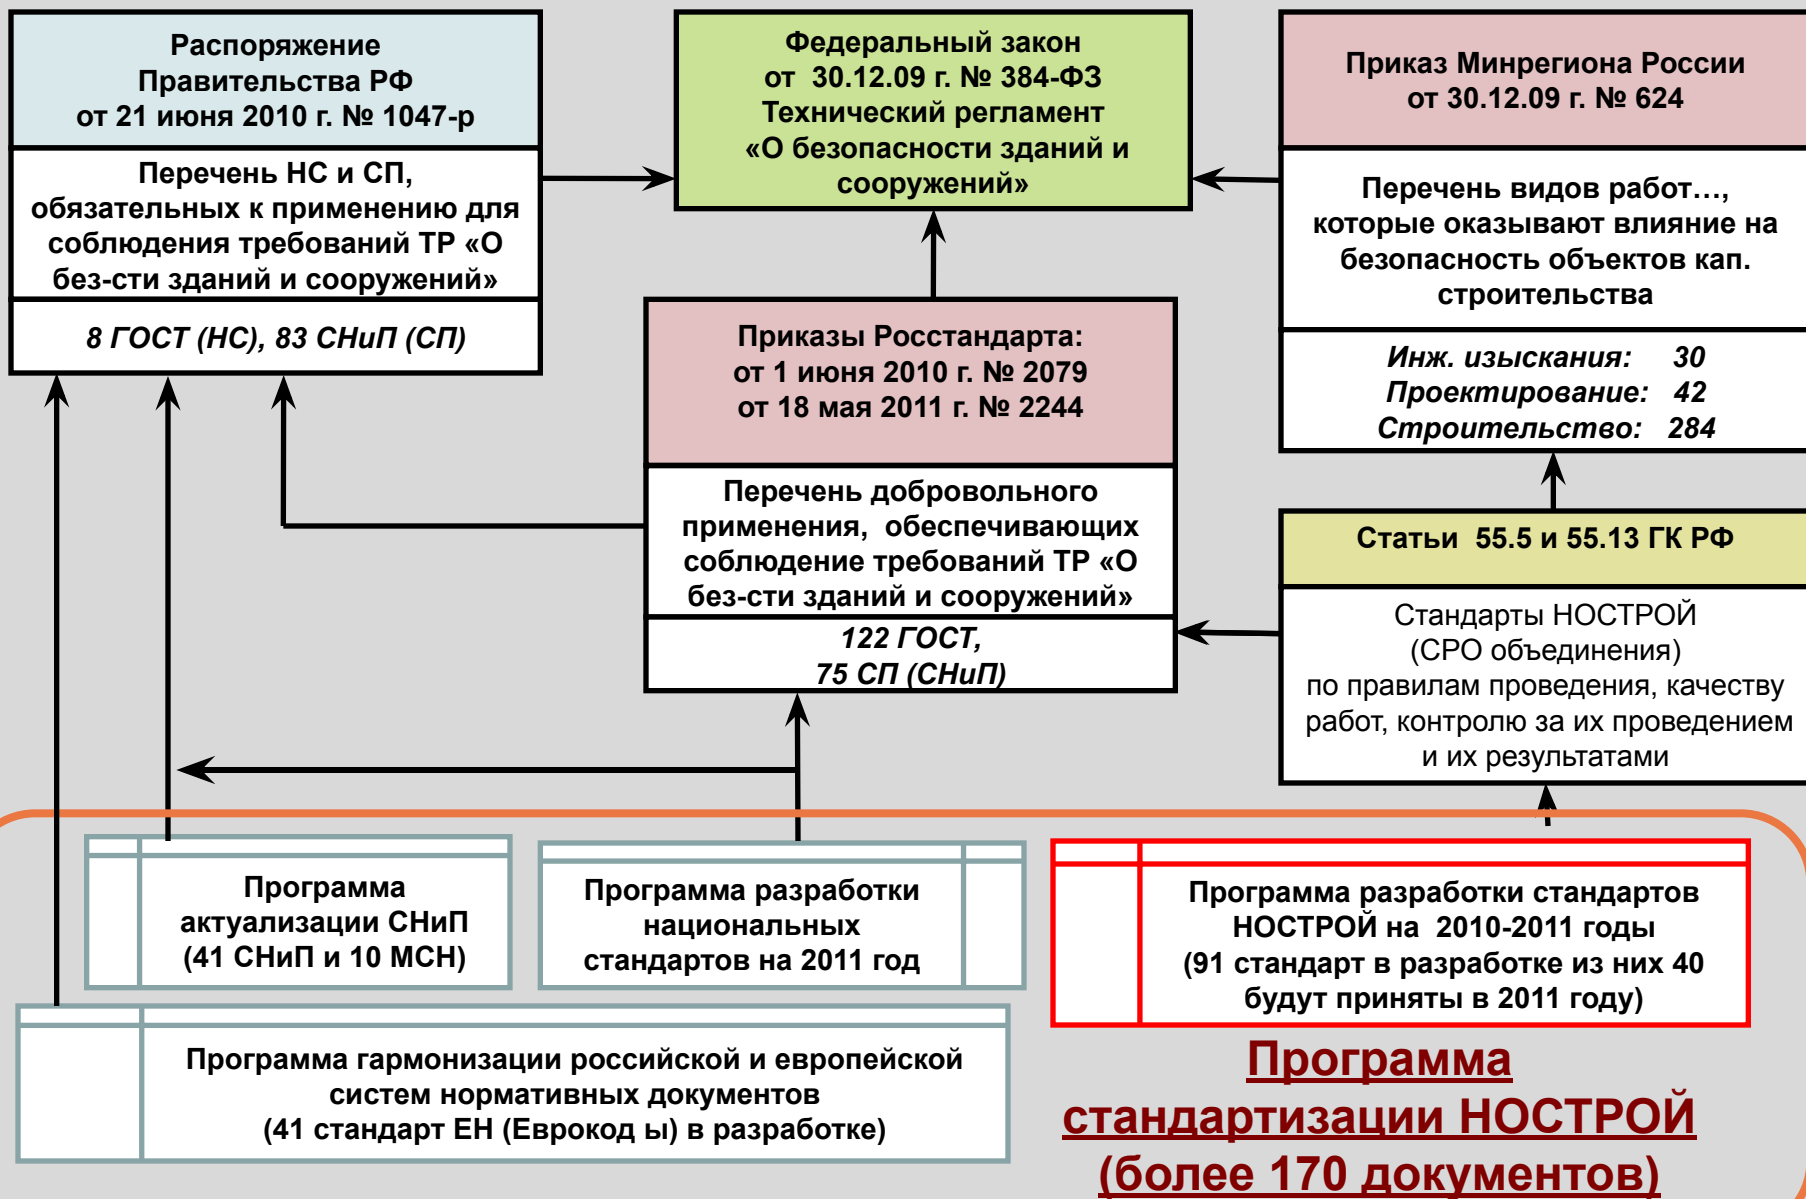 Распоряжение
Правительства РФ
от 21 июня 2010 г. № 1047-р
Перечень НС и СП,
обязательных к применению для
соблюдения требований ТР «О
без-сти зданий и сооружений»
8 ГОСТ (НС), 83 СНиП (СП)
Федеральный закон
от 30.12.09 г. № 384-ФЗ
Технический регламент
«О безопасности зданий и
сооружений»
Приказ Минрегиона России
от 30.12.09 г. № 624
Перечень видов работ…,
которые оказывают влияние на
безопасность объектов кап.
строительства
Инж. изыскания: 30
Проектирование: 42
Строительство: 284
Приказы Росстандарта:
от 1 июня 2010 г. № 2079
от 18 мая 2011 г. № 2244
Перечень добровольного
применения, обеспечивающих
соблюдение требований ТР «О
без-сти зданий и сооружений»
122 ГОСТ,
75 СП (СНиП)
Статьи 55.5 и 55.13 ГК РФ
Стандарты НОСТРОЙ
(СРО объединения)
по правилам проведения, качеству
работ, контролю за их проведением
и их результатами
Программа
актуализации СНиП
(41 СНиП и 10 МСН)
Программа разработки
национальных
стандартов на 2011 год
Программа разработки стандартов
НОСТРОЙ на 2010-2011 годы
(91 стандарт в разработке из них 40
будут приняты в 2011 году)
Программа гармонизации российской и европейской
систем нормативных документов
(41 стандарт ЕН (Еврокод ы) в разработке)
Программа
стандартизации НОСТРОЙ
(более 170 документов)